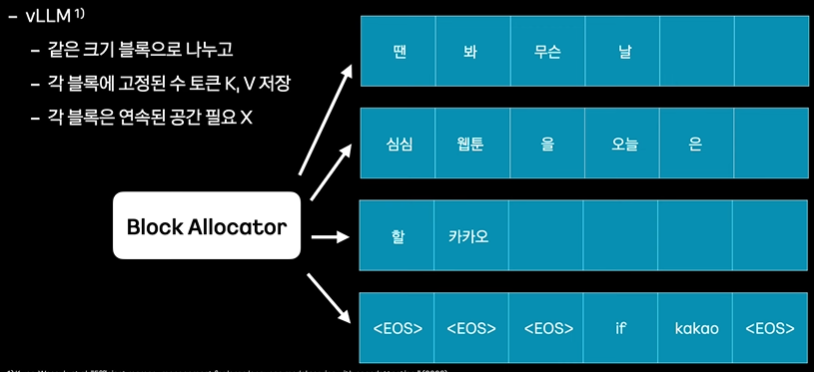 – vLLM 1)
– 같은 크기 블록으로 나누고
– 각 블록에 고정된 수 토큰 K, V 저장
– 각 블록은 연속된 공간 필요 X
Block Allocator
땐 봐 무슨 날
심심 웹툰 을 오늘 은
할 카카오
<EOS> <EOS> <EOS> if kakao <EOS>